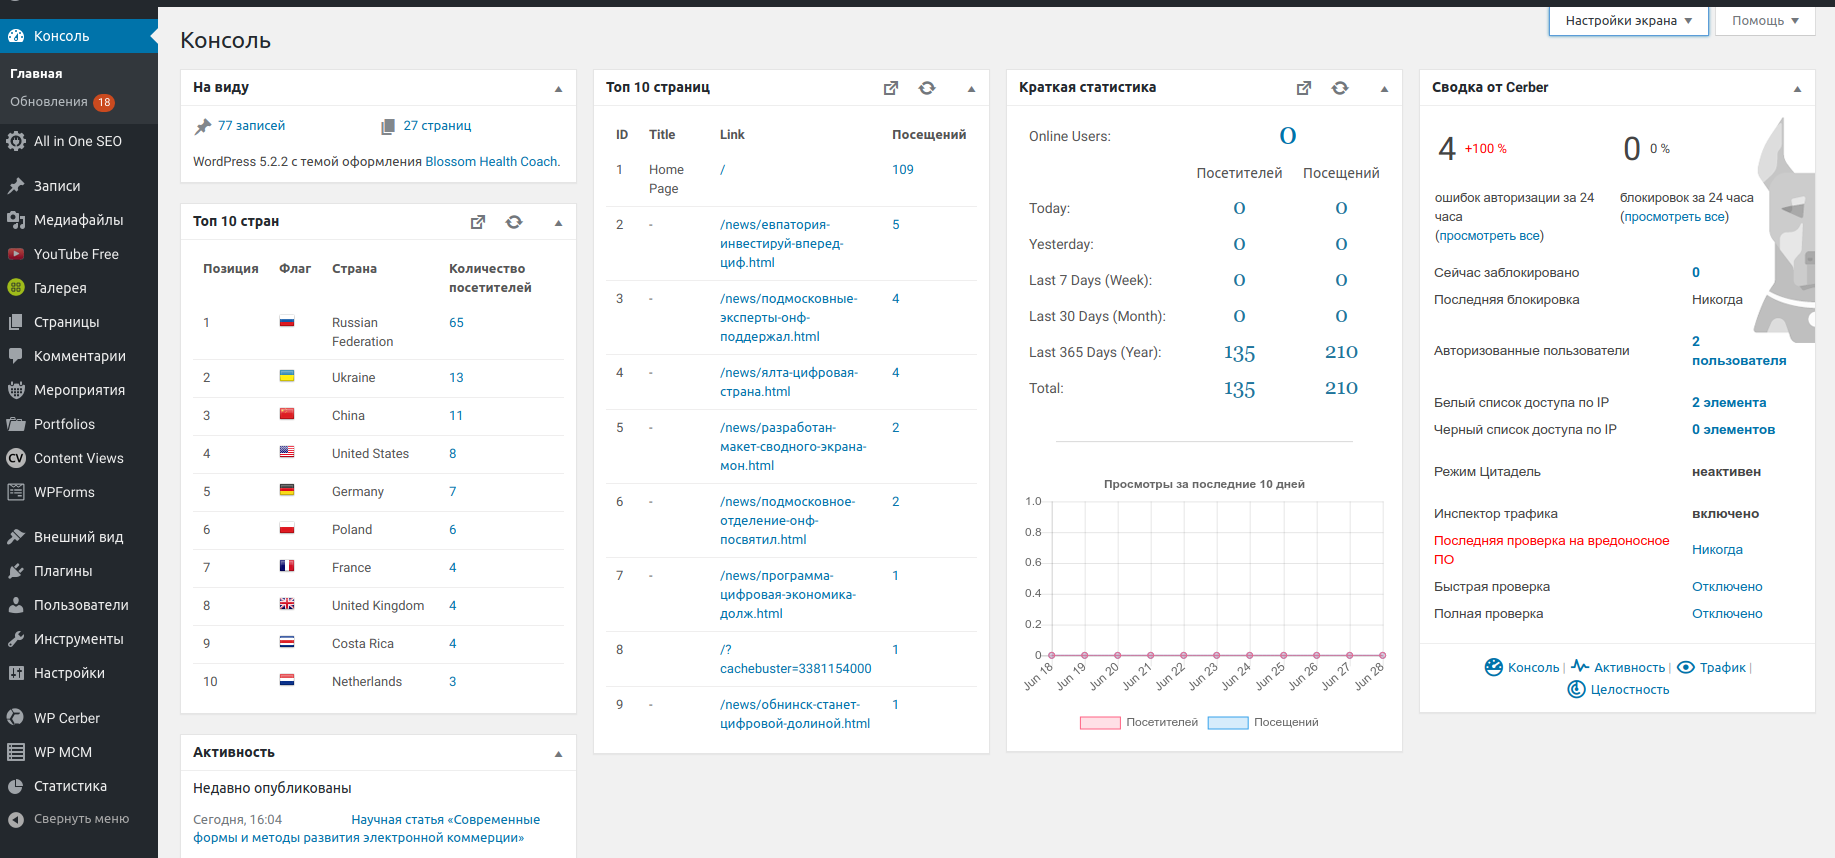 Консоль
Главная
Обновления 18
All in One SEO
Записи
Медиафайлы
YouTube Free
Галерея
Страницы
Комментарии
Мероприятия
Portfolios
CV Content Views
WPForms
Внешний вид
Плагины
Пользователи
Инструменты
Настройки
WP Cerber
WP MCM
Статистика
Свернуть меню
Настройки экрана
Помощь
Консоль
На виду
77 записей
27 страниц
WordPress 5.2.2 с темой оформления Blossom Health Coach.
Топ 10 стран
Позиция Флаг Страна Количество
посетителей
1 Russian
Federation 65
2 Ukraine 13
3 China 11
4 United States 8
5 Germany 7
6 Poland 6
7 France 4
8 United Kingdom 4
9 Costa Rica 4
10 Netherlands 3
Активность
Недавно опубликованы
Сегодня, 16:04 Научная статья «Современные
формы и методы развития электронной коммерции»
Топ 10 страниц
ID Title Link Посещений
1 Home
Page / 109
2 - /news/евпатория-
инвестируй-вперед-
циф.html 5
3 - /news/подмосковные-
эксперты-онф-
поддержал.html 4
4 - /news/ялта-цифровая-
страна.html 4
5 - /news/разработан-
макет-сводного-экрана-
мон.html 2
6 - /news/подмосковное-
отделение-онф-
посвятил.html 2
7 - /news/программа-
цифровая-экономика-
долж.html 1
8 /?
cachebuster=3381154000 1
9 - /news/обнинск-станет-
цифровой-долиной.html 1
Краткая статистика
Online Users: 0
Посетителей Посещений
Today: 0 0
Yesterday: 0 0
Last 7 Days (Week): 0 0
Last 30 Days (Month): 0 0
Last 365 Days (Year): 135 210
Total: 135 210
Просмотры за последние 10 дней
1.0
0.8
0.6
0.4
0.2
0
Jun 18 Jun 19 Jun 20 Jun 21 Jun 22 Jun 23 Jun 24 Jun 25 Jun 26 Jun 27 Jun 28
Посетителей Посещений
Сводка от Cerber
4 +100 %
ошибок авторизации за 24
часа
(просмотреть все)
0 0 %
блокировок за 24 часа
(просмотреть все)
Сейчас заблокировано 0
Последняя блокировка Никогда
Авторизованные пользователи 2
пользователя
Белый список доступа по IP 2 элемента
Черный список доступа по IP 0 элементов
Режим Цитадель неактивен
Инспектор трафика включено
Последняя проверка на вредоносное
ПО Никогда
Быстрая проверка Отключено
Полная проверка Отключено
Консоль | Активность | Трафик |
Целостность